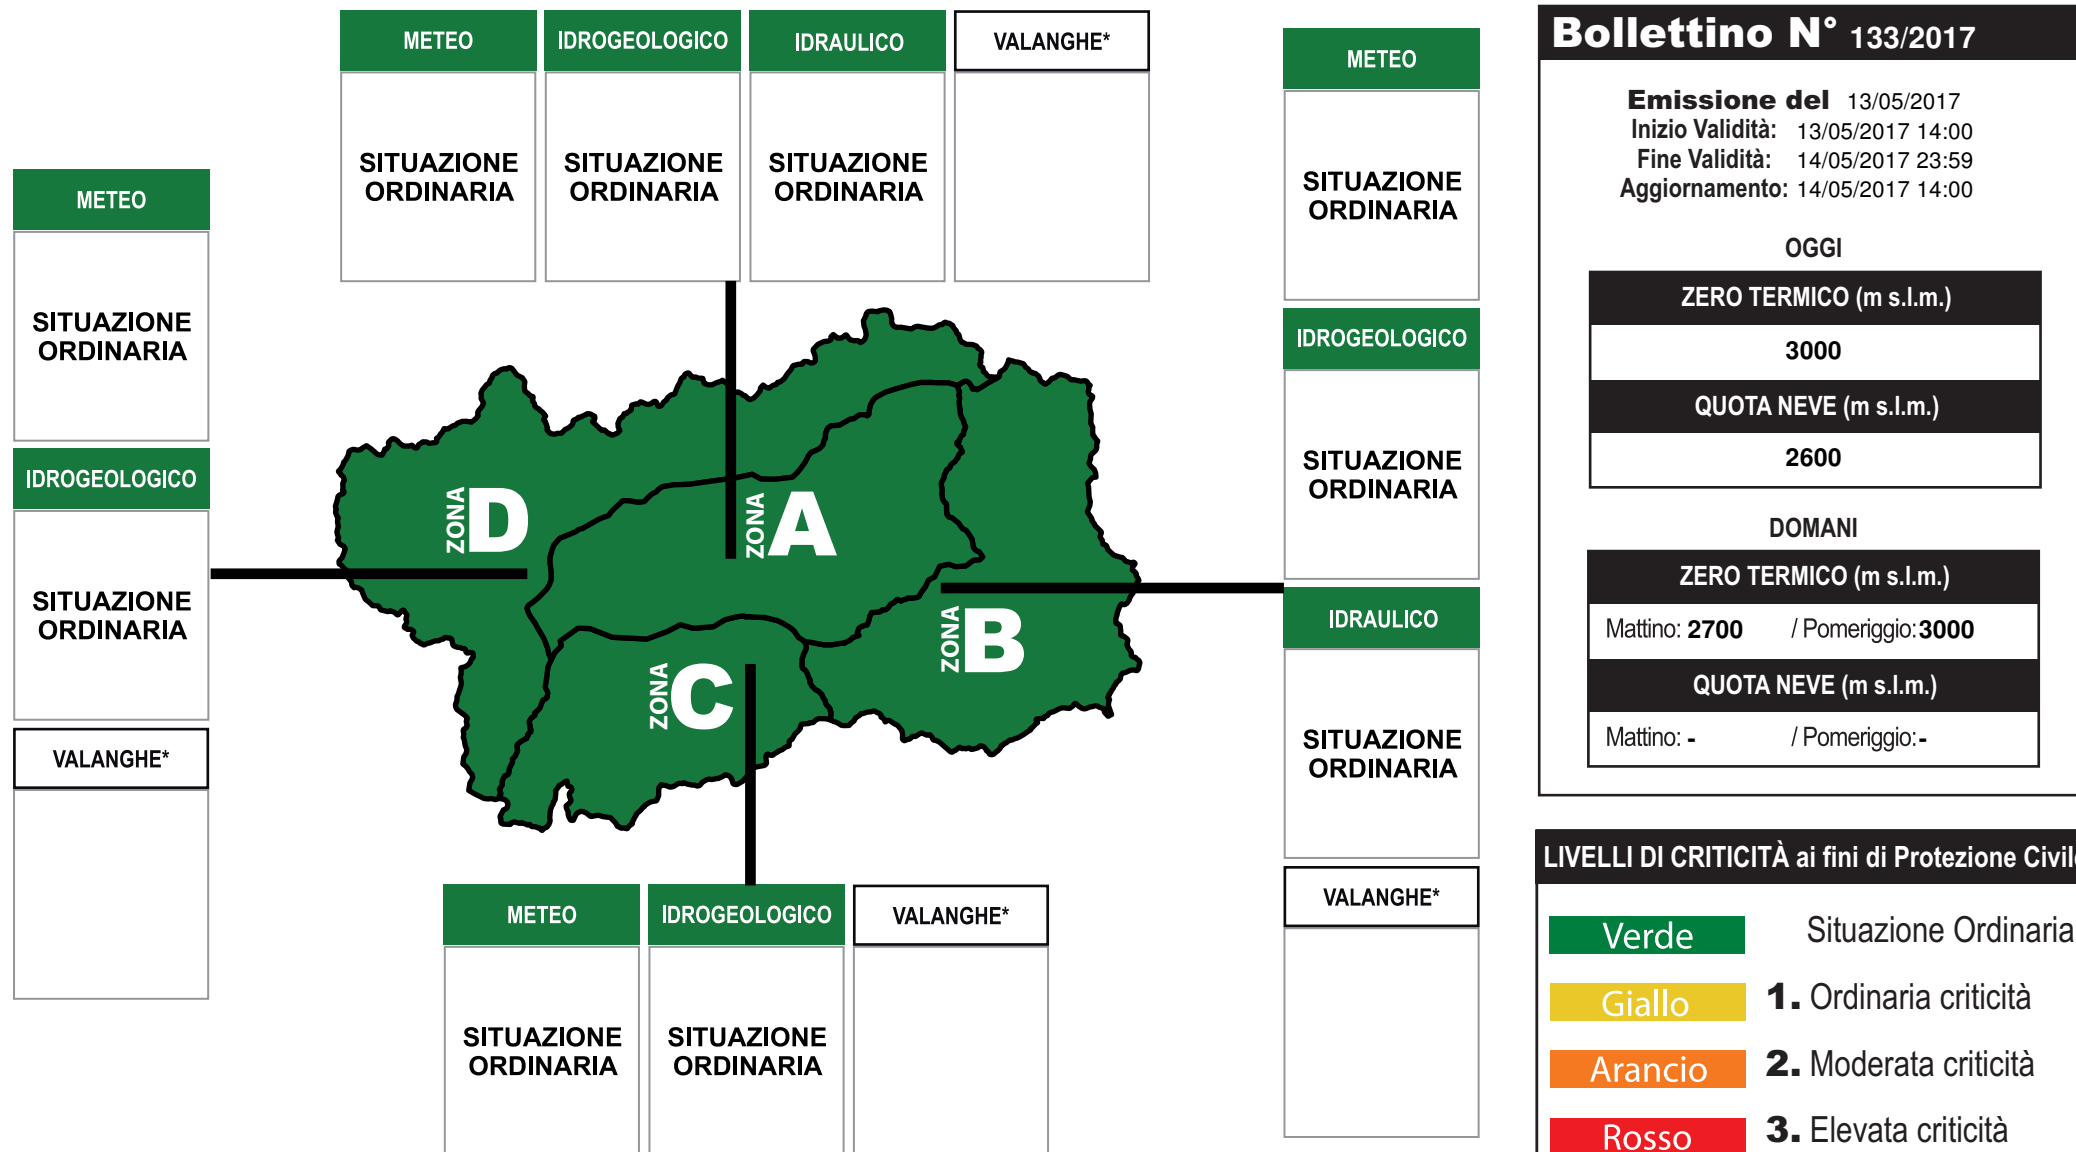 METEO
IDROGEOLOGICO
IDRAULICO
VALANGHE*
SITUAZIONE
ORDINARIA
SITUAZIONE
ORDINARIA
SITUAZIONE
ORDINARIA
METEO
SITUAZIONE
ORDINARIA
IDROGEOLOGICO
SITUAZIONE
ORDINARIA
VALANGHE*
ZONA D
ZONA A
ZONA B
ZONA C
METEO
SITUAZIONE
ORDINARIA
IDROGEOLOGICO
SITUAZIONE
ORDINARIA
IDRAULICO
SITUAZIONE
ORDINARIA
VALANGHE*
METEO
IDROGEOLOGICO
VALANGHE*
SITUAZIONE
ORDINARIA
SITUAZIONE
ORDINARIA
Bollettino N° 133/2017
Emissione del 13/05/2017
Inizio Validità: 13/05/2017 14:00
Fine Validità: 14/05/2017 23:59
Aggiornamento: 14/05/2017 14:00
OGGI
ZERO TERMICO (m s.l.m.)
3000
QUOTA NEVE (m s.l.m.)
2600
DOMANI
ZERO TERMICO (m s.l.m.)
Mattino: 2700 / Pomeriggio: 3000
QUOTA NEVE (m s.l.m.)
Mattino: - / Pomeriggio: -
LIVELLI DI CRITICITÀ ai fini di Protezione Civil
Verde Situazione Ordinaria
Giallo 1. Ordinaria criticità
Arancio 2. Moderata criticità
Rosso 3. Elevata criticità